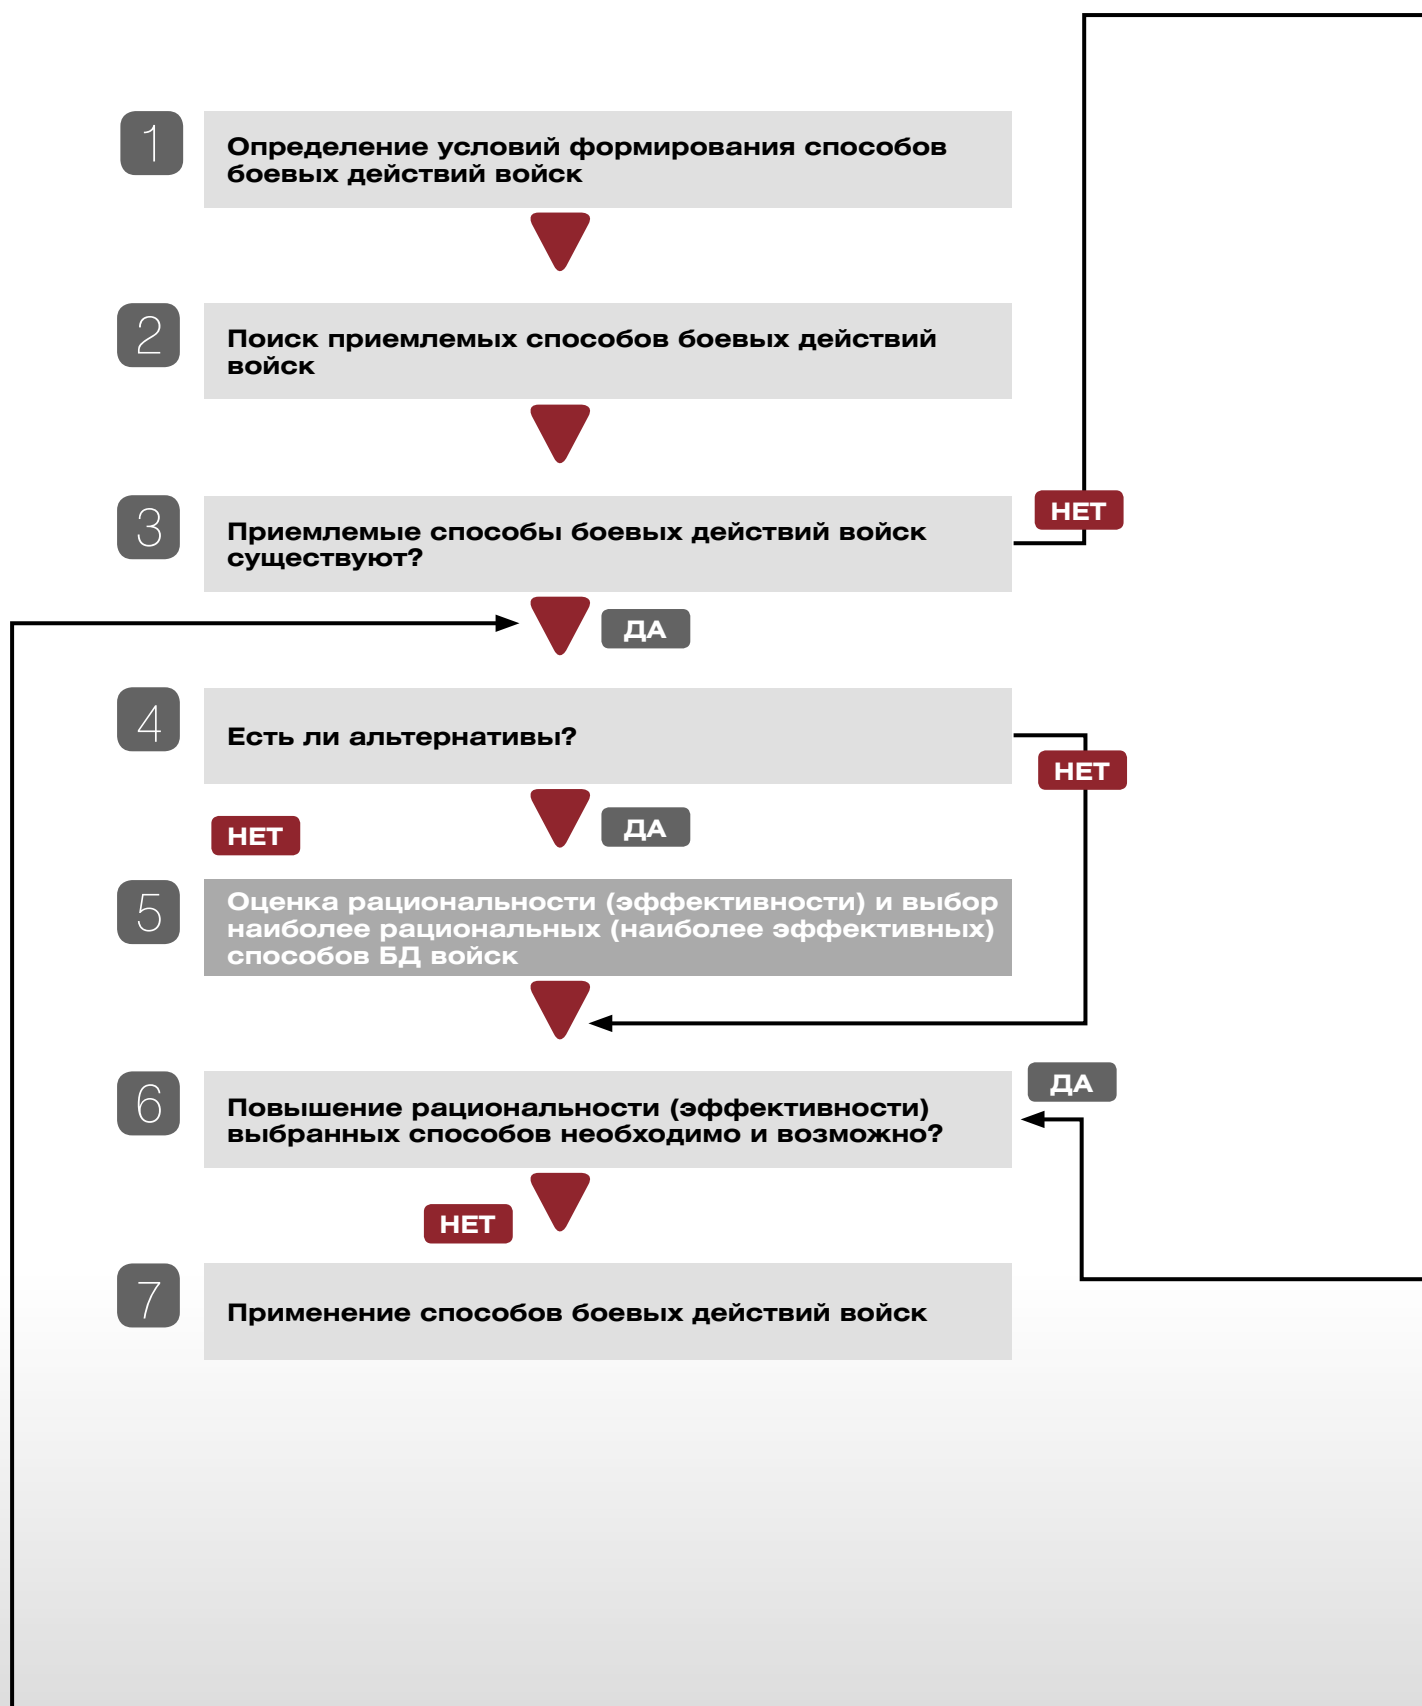 1
Определение условий формирования способов
боевых действий войск
2
Поиск приемлемых способов боевых действий
войск
3
Приемлемые способы боевых действий войск
существуют?
НЕТ
ДА
4
Есть ли альтернативы?
НЕТ
НЕТ
ДА
5
Оценка рациональности (эффективности) и выбор
наиболее рациональных (наиболее эффективных)
способов БД войск
6
Повышение рациональности (эффективности)
выбранных способов необходимо и возможно?
ДА
НЕТ
7
Применение способов боевых действий войск